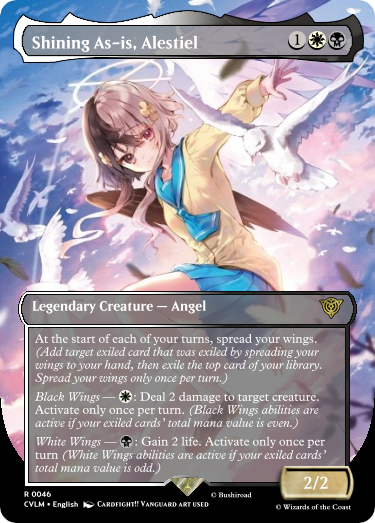 Shining As-is, Alestiel
1
Legendary Creature — Angel
At the start of each of your turns, spread your wings.
(Add target exiled card that was exiled by spreading
your wings to your hand, then exile the top card of your library.
Spread your wings only once per turn.)
Black Wings — : Deal 2 damage to target creature.
Activate only once per turn. (Black Wings abilities are
active if your exiled cards' total mana value is even.)
White Wings — : Gain 2 life. Activate only once per
turn (White Wings abilities are active if your exiled cards'
total mana value is odd.)
2/2
R 0046
CVLM • English CARDFIGHT!! VANGUARD ART USED
© Bushiroad
© Wizards of the Coast